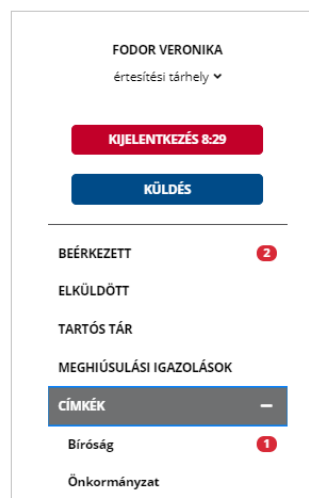 FODOR VERONIKA
értesítési tárhely
KIJELENTKEZÉS 8:29
KÜLDÉS
BEÉRKEZETT 2
ELKÜLDÖTT
TARTÓS TÁR
MEGHIÚSULÁSI IGAZOLÁSOK
CÍMKÉK –
Bíróság 1
Önkormányzat